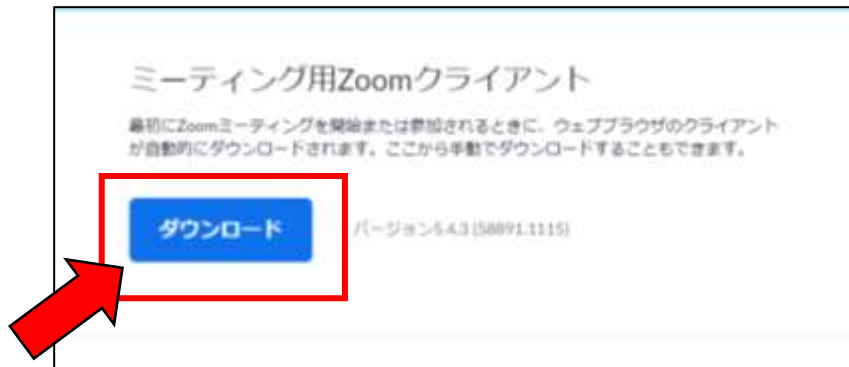 ミーティング用Zoomクライアント
最初にZoomミーティングを開始または参加されるときに、ウェブブラウザのクライアント
が自動的にダウンロードされます。ここから手動でダウンロードすることもできます。
ダウンロード
バージョン5.4.3 (58891.1115)